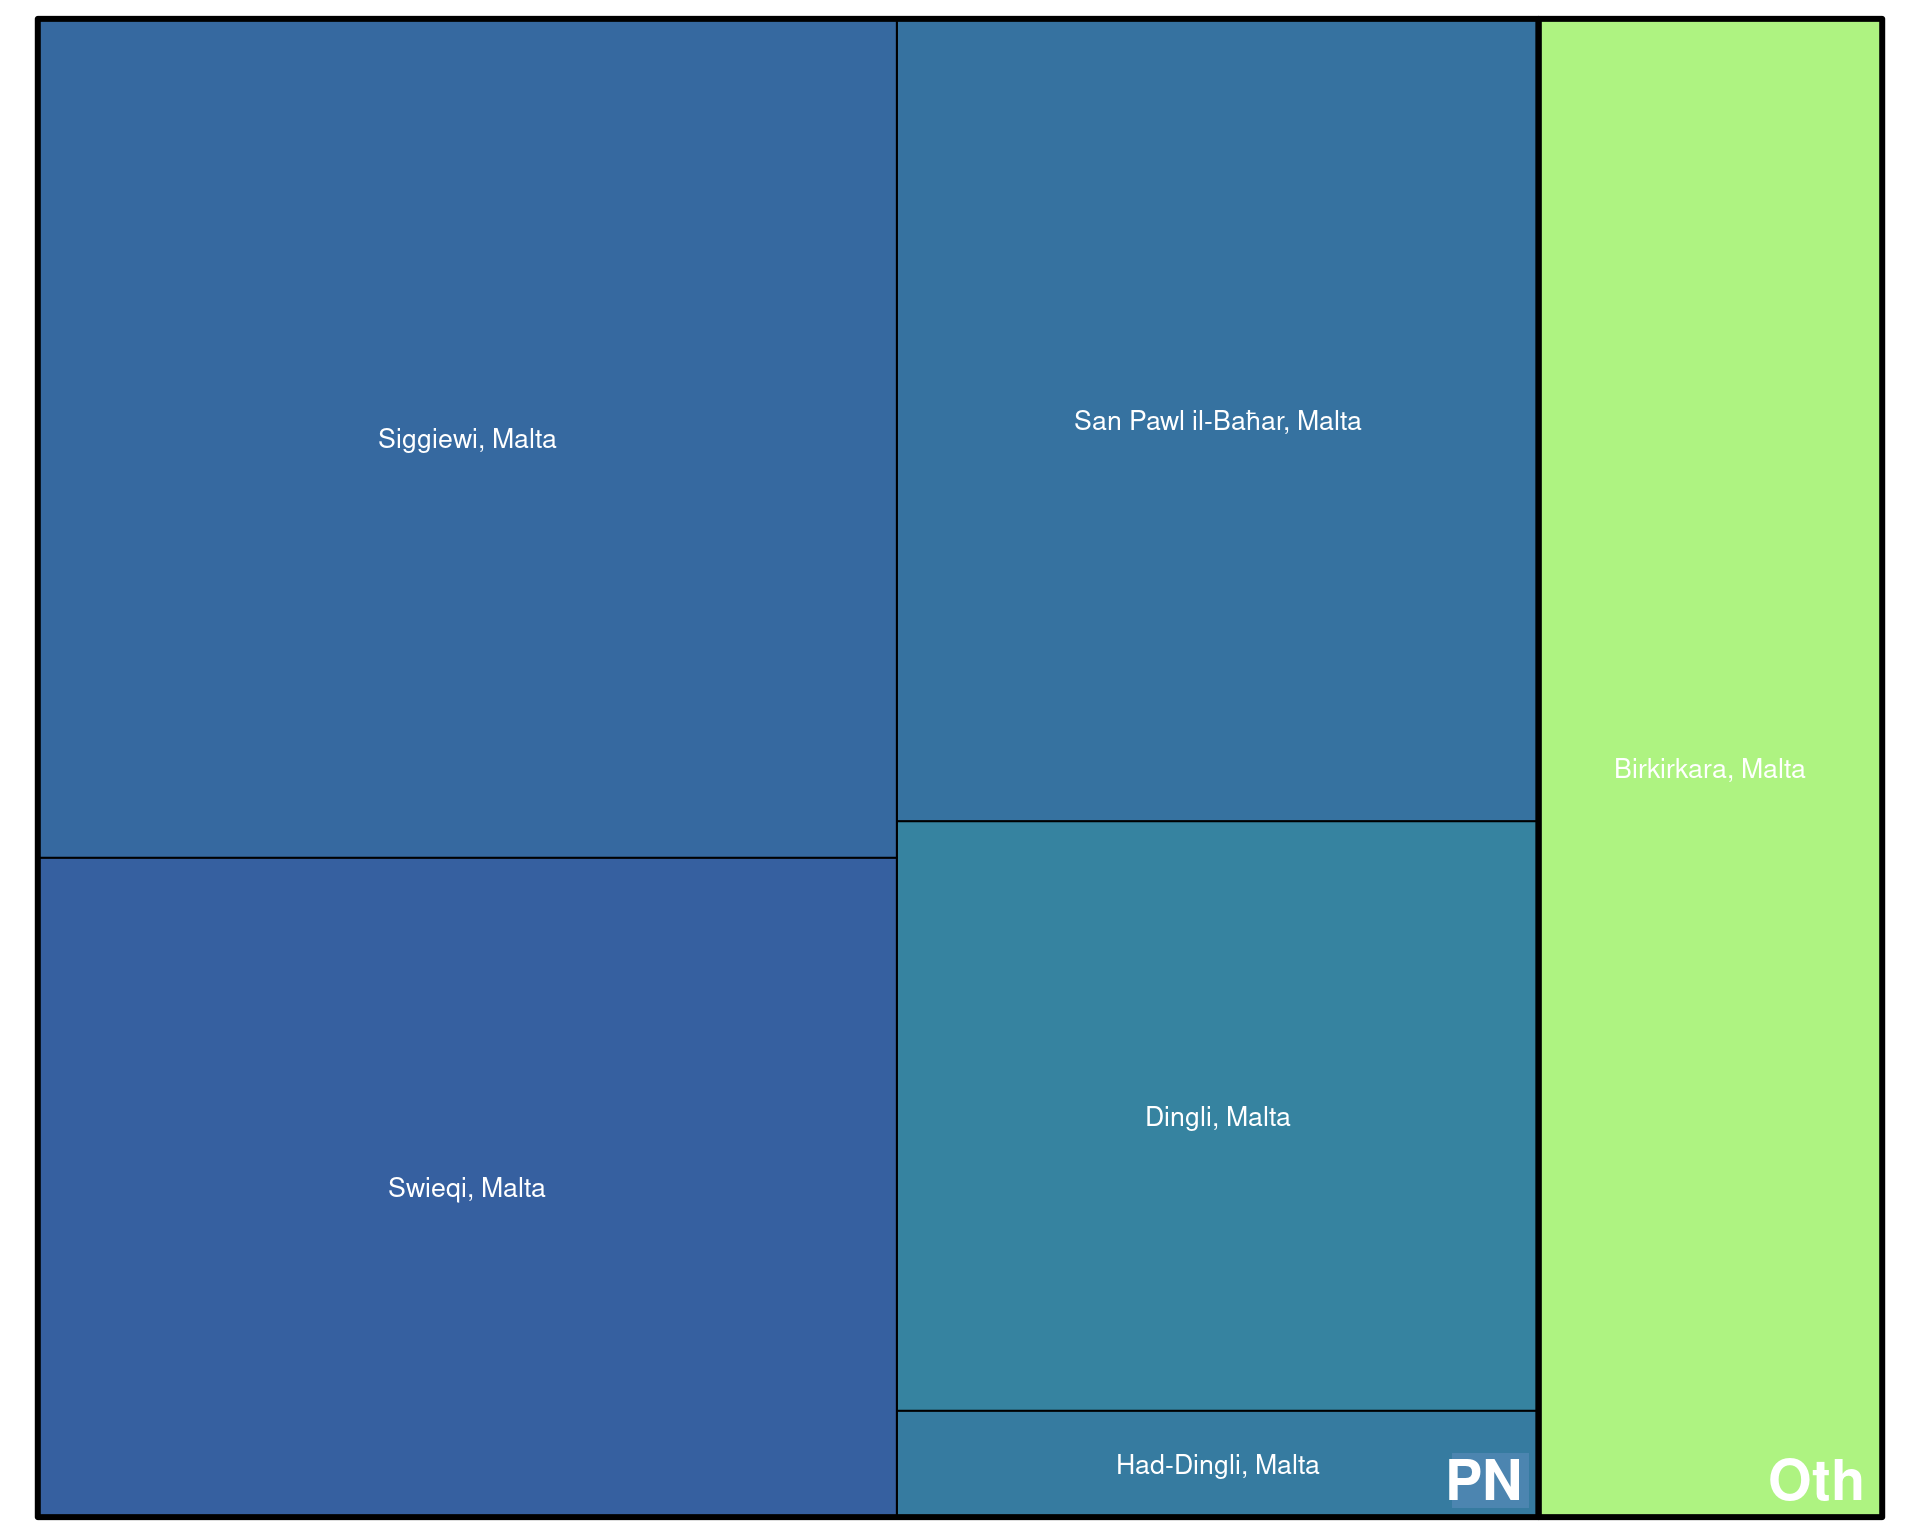 Siggiewi, Malta
San Pawl il-Baħar, Malta
Birkirkara, Malta
Swieqi, Malta
Dingli, Malta
Had-Dingli, Malta
PN
Oth